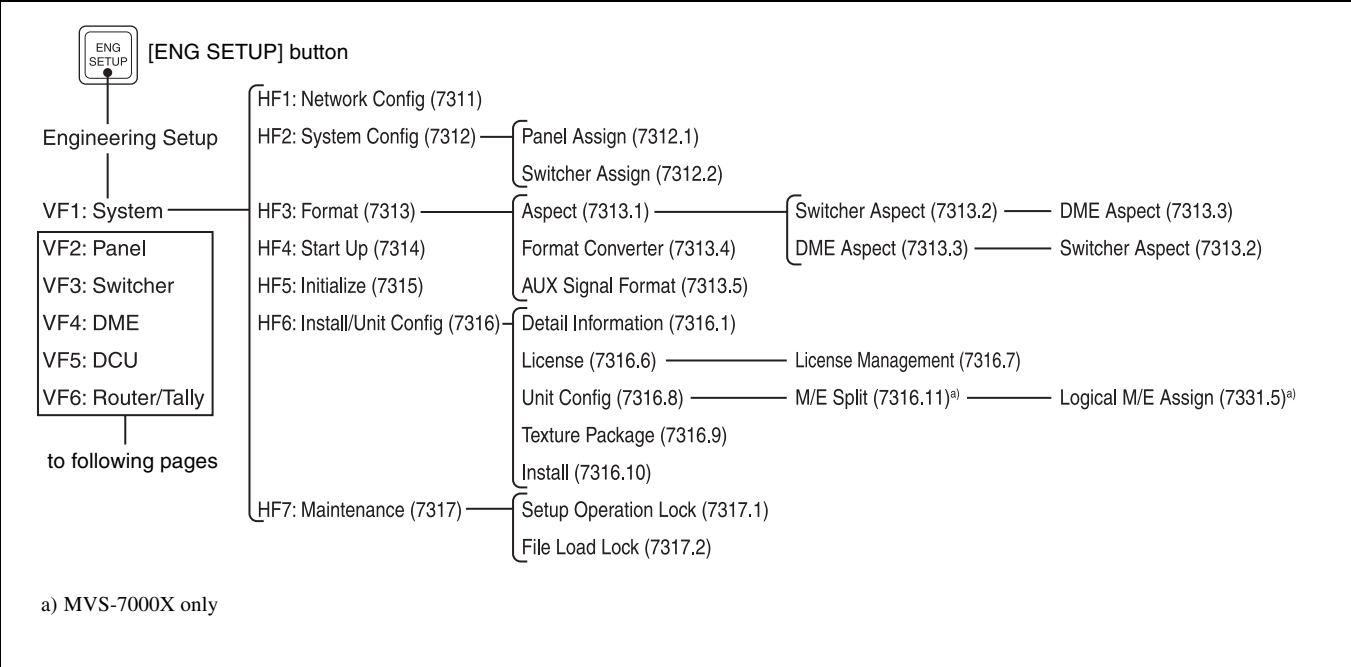 ENG
SETUP
[ENG SETUP] button
Engineering Setup
VF1: System
VF2: Panel
VF3: Switcher
VF4: DME
VF5: DCU
VF6: Router/Tally
to following pages
HF1: Network Config (7311)
HF2: System Config (7312)
Panel Assign (7312.1)
Switcher Assign (7312.2)
HF3: Format (7313)
Aspect (7313.1)
Switcher Aspect (7313.2)
DME Aspect (7313.3)
DME Aspect (7313.3)
Switcher Aspect (7313.2)
Format Converter (7313.4)
AUX Signal Format (7313.5)
HF4: Start Up (7314)
HF5: Initialize (7315)
HF6: Install/Unit Config (7316)
Detail Information (7316.1)
License (7316.6)
License Management (7316.7)
Unit Config (7316.8)
M/E Split (7316.11)a)
Logical M/E Assign (7331.5)a)
Texture Package (7316.9)
Install (7316.10)
HF7: Maintenance (7317)
Setup Operation Lock (7317.1)
File Load Lock (7317.2)
a) MVS-7000X only